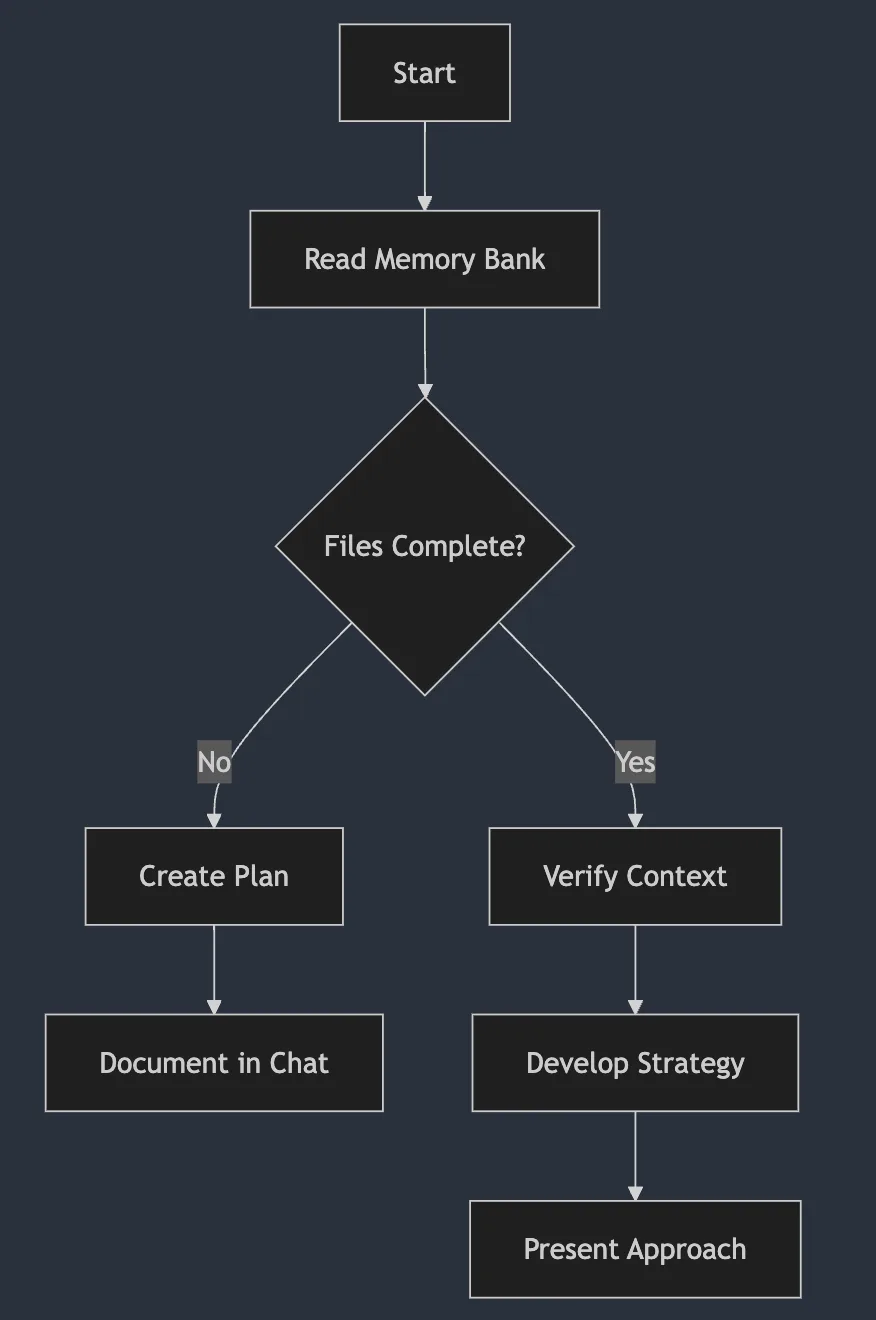 Start
Read Memory Bank
Files Complete?
No
Yes
Create Plan
Verify Context
Document in Chat
Develop Strategy
Present Approach